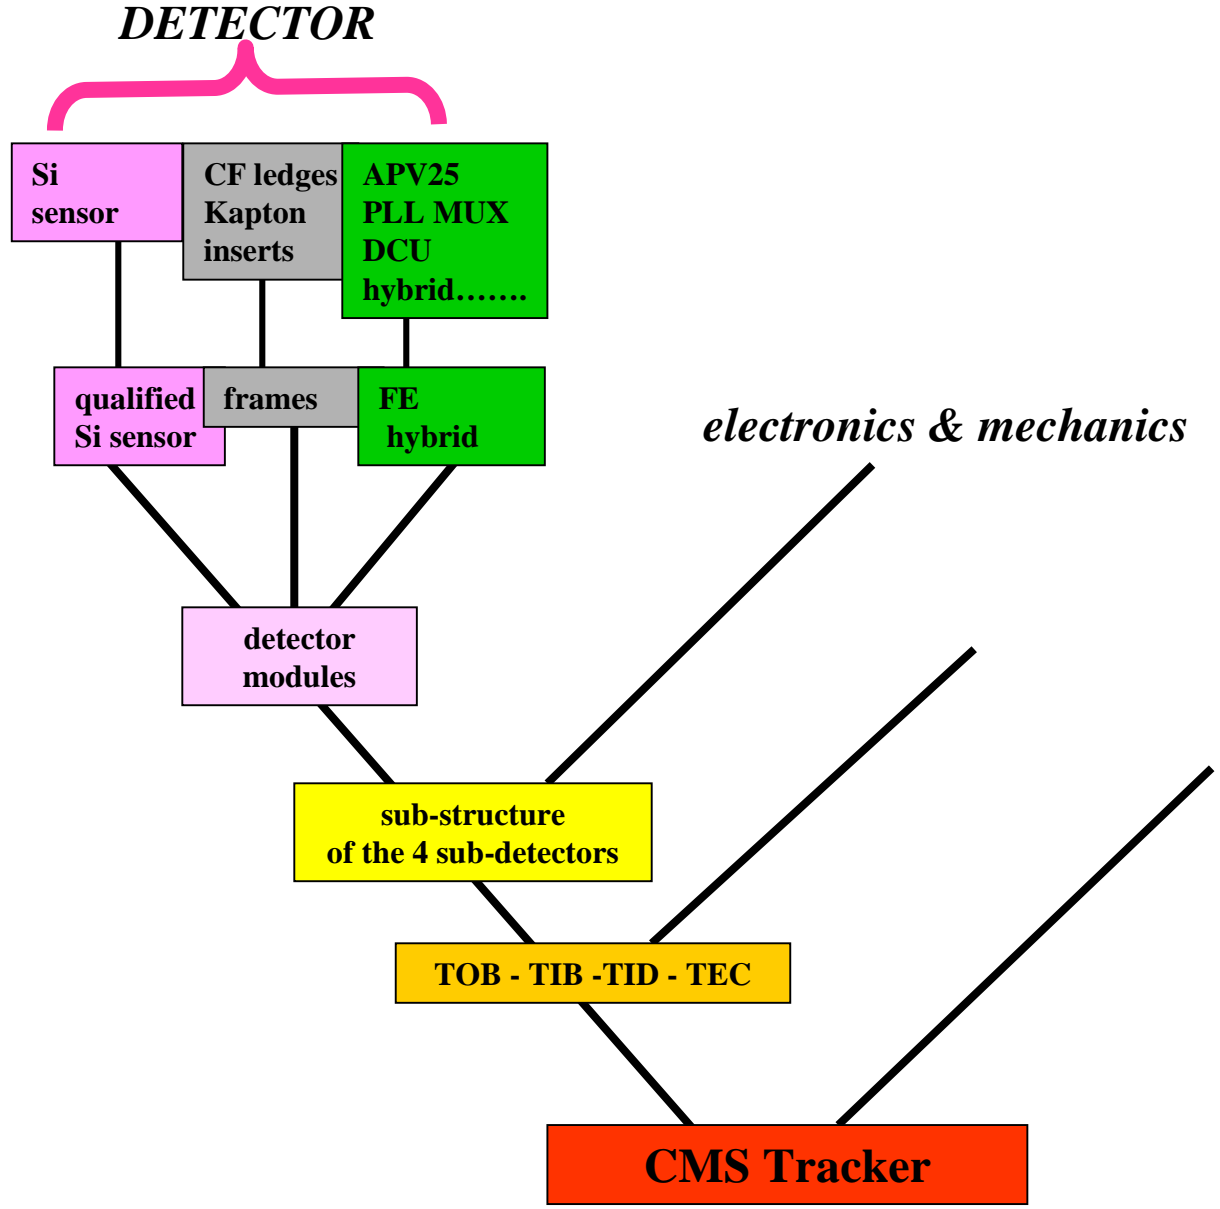 DETECTOR
Si
sensor
CF ledges
Kapton
inserts
APV25
PLL MUX
DCU
hybrid…….
qualified
Si sensor
frames
FE
hybrid
electronics & mechanics
detector
modules
sub-structure
of the 4 sub-detectors
TOB - TIB -TID - TEC
CMS Tracker